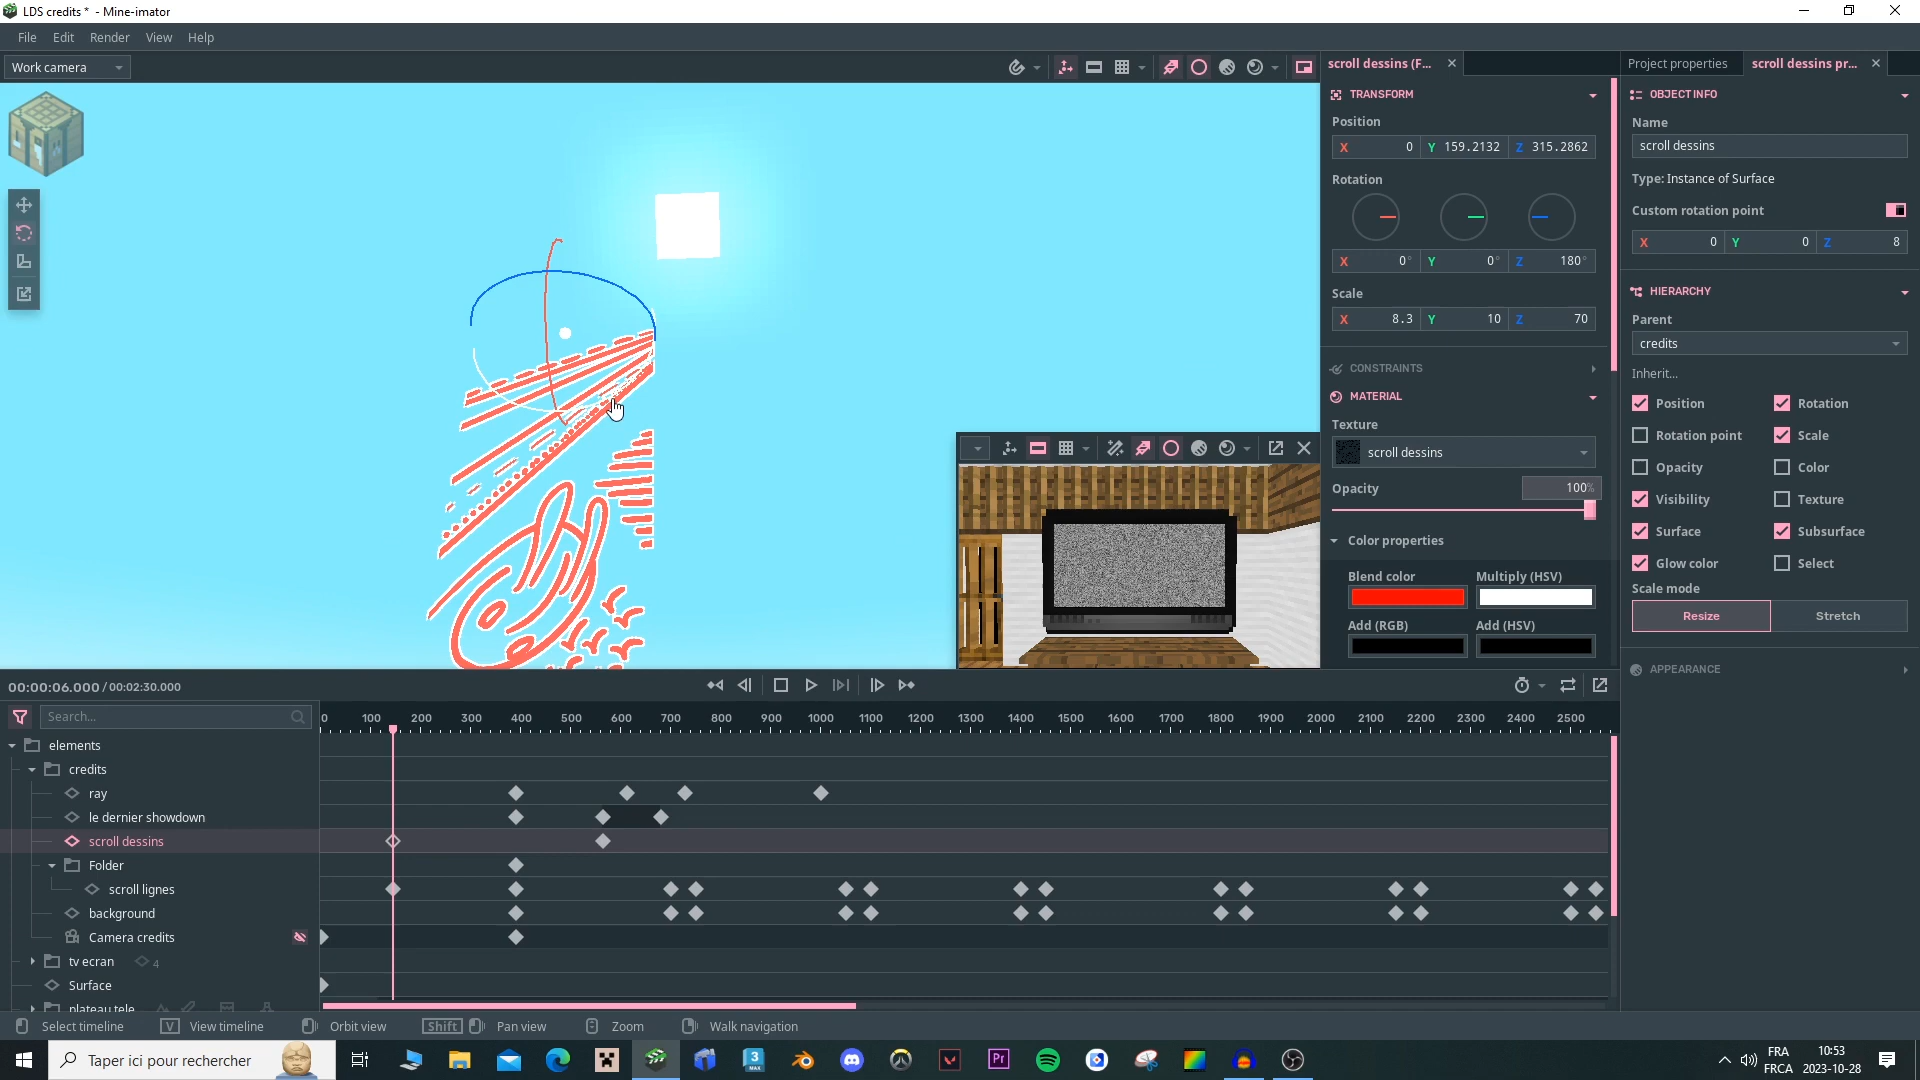 LDS credits * - Mine-imator
File Edit Render View Help
Work camera
scroll dessins (F...
Project properties
scroll dessins pr...
TRANSFORM
Position
X 0 Y 159.2132 Z 315.2862
Rotation
X 0° Y 0° Z 180°
Scale
X 8.3 Y 10 Z 70
CONSTRAINTS
MATERIAL
Texture
scroll dessins
Opacity 100%
Color properties
Blend color Multiply (HSV)
Add (RGB) Add (HSV)
OBJECT INFO
Name
scroll dessins
Type: Instance of Surface
Custom rotation point
X 0 Y 0 Z 8
HIERARCHY
Parent
credits
Inherit...
Position Rotation
Rotation point Scale
Opacity Color
Visibility Texture
Surface Subsurface
Glow color Select
Scale mode
Resize Stretch
APPEARANCE
00:00:06.000 / 00:02:30.000
Search...
0 100 200 300 400 500 600 700 800 900 1000 1100 1200 1300 1400 1500 1600 1700 1800 1900 2000 2100 2200 2300 2400 2500
elements
credits
ray
le dernier showdown
scroll dessins
Folder
scroll lignes
background
Camera credits
tv ecran 4
Surface
plateau tele
Select timeline V View timeline Orbit view Shift Pan view Zoom Walk navigation
Taper ici pour rechercher
3
MAX
Pr
FRA
FRCA
10:53
2023-10-28